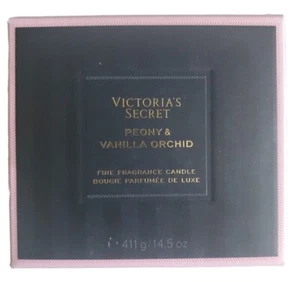 VICTORIA'S
SECRET
PEONY &
VANILLA ORCHID
FINE FRAGRANCE CANDLE
BOUGIE PARFUMÉE DE LUXE
411 g / 14.5 oz